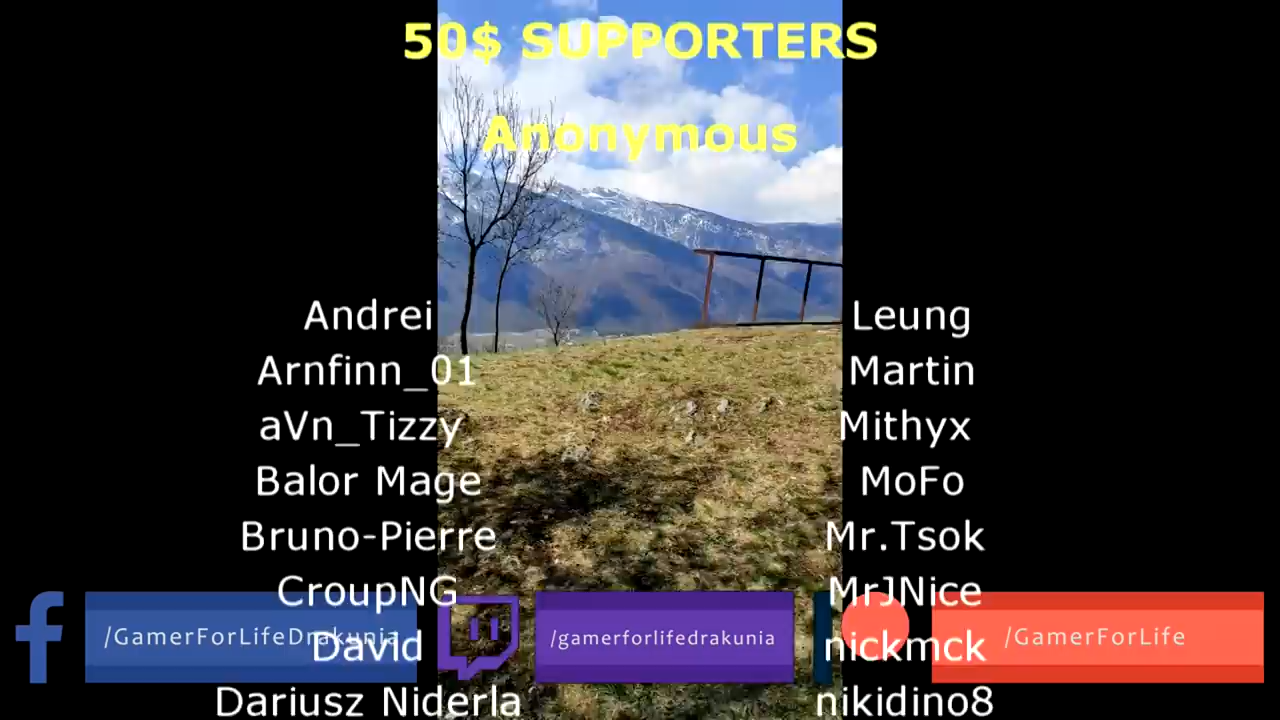 50$ SUPPORTERS
Anonymous
Andrei
Arnfinn_01
aVn_Tizzy
Balor Mage
Bruno-Pierre
CroupNG
David
Dariusz Niderla
Leung
Martin
Mithyx
MoFo
Mr.Tsok
MrJNice
nickmck
nikidino8
/GamerForLifeDrakunia
/gamerforlifedrakunia
/GamerForLife